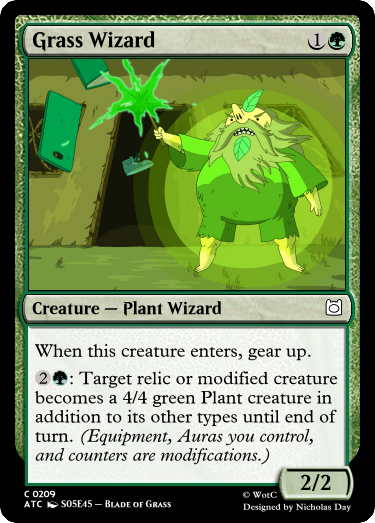 Grass Wizard 1
Creature — Plant Wizard
When this creature enters, gear up.
2: Target relic or modified creature
becomes a 4/4 green Plant creature in
addition to its other types until end of
turn. (Equipment, Auras you control,
and counters are modifications.)
2/2
C 0209
ATC S05E45 – Blade of Grass
© WotC
Designed by Nicholas Day